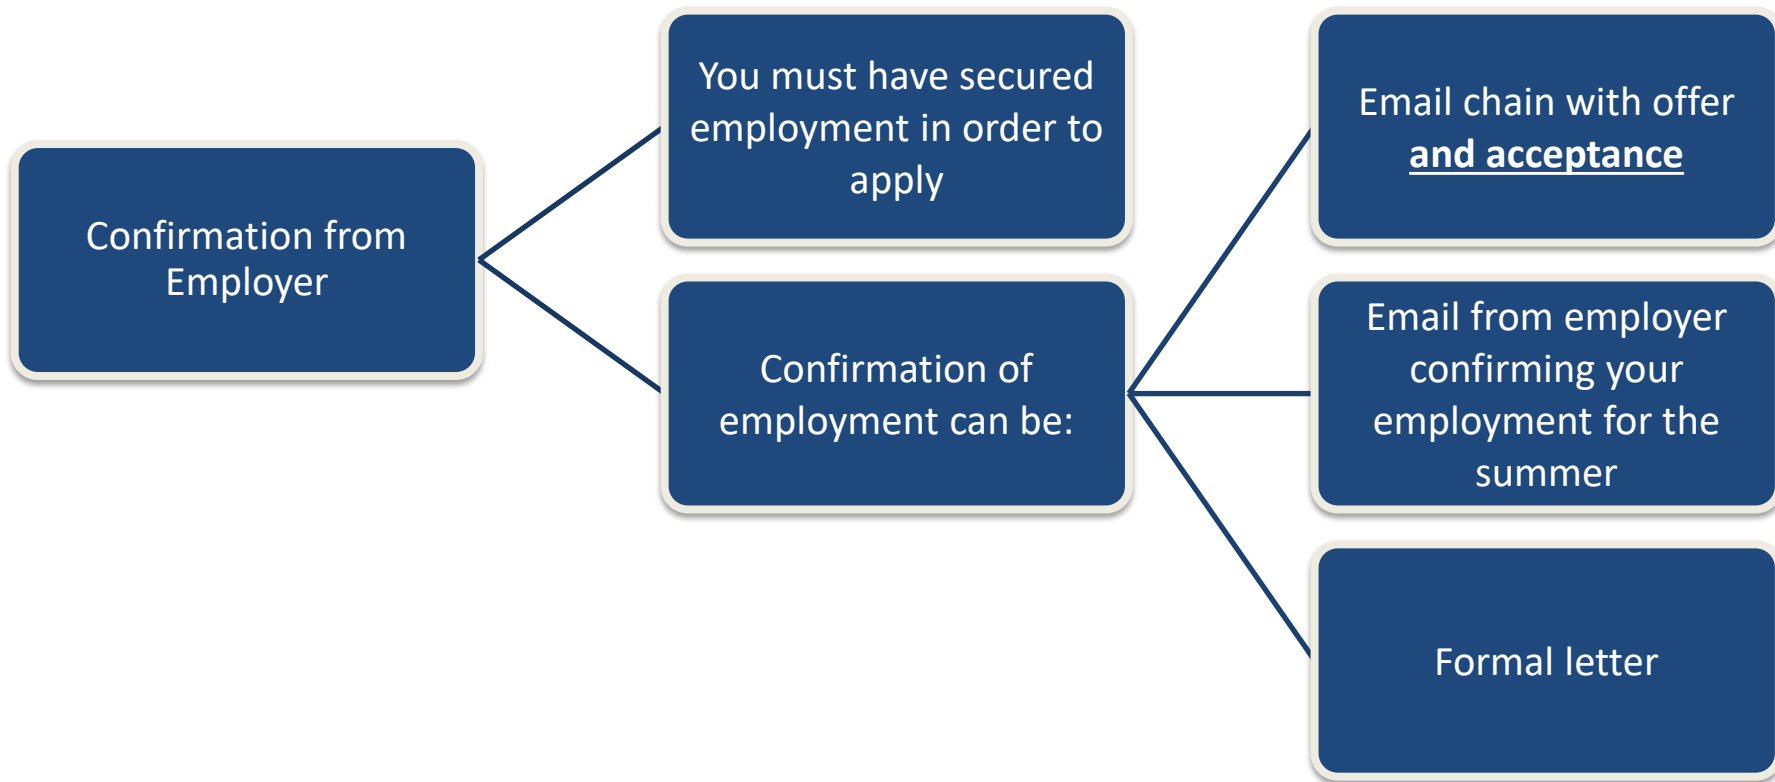 Confirmation from
Employer
You must have secured
employment in order to
apply
Confirmation of
employment can be:
Email chain with offer
and acceptance
Email from employer
confirming your
employment for the
summer
Formal letter